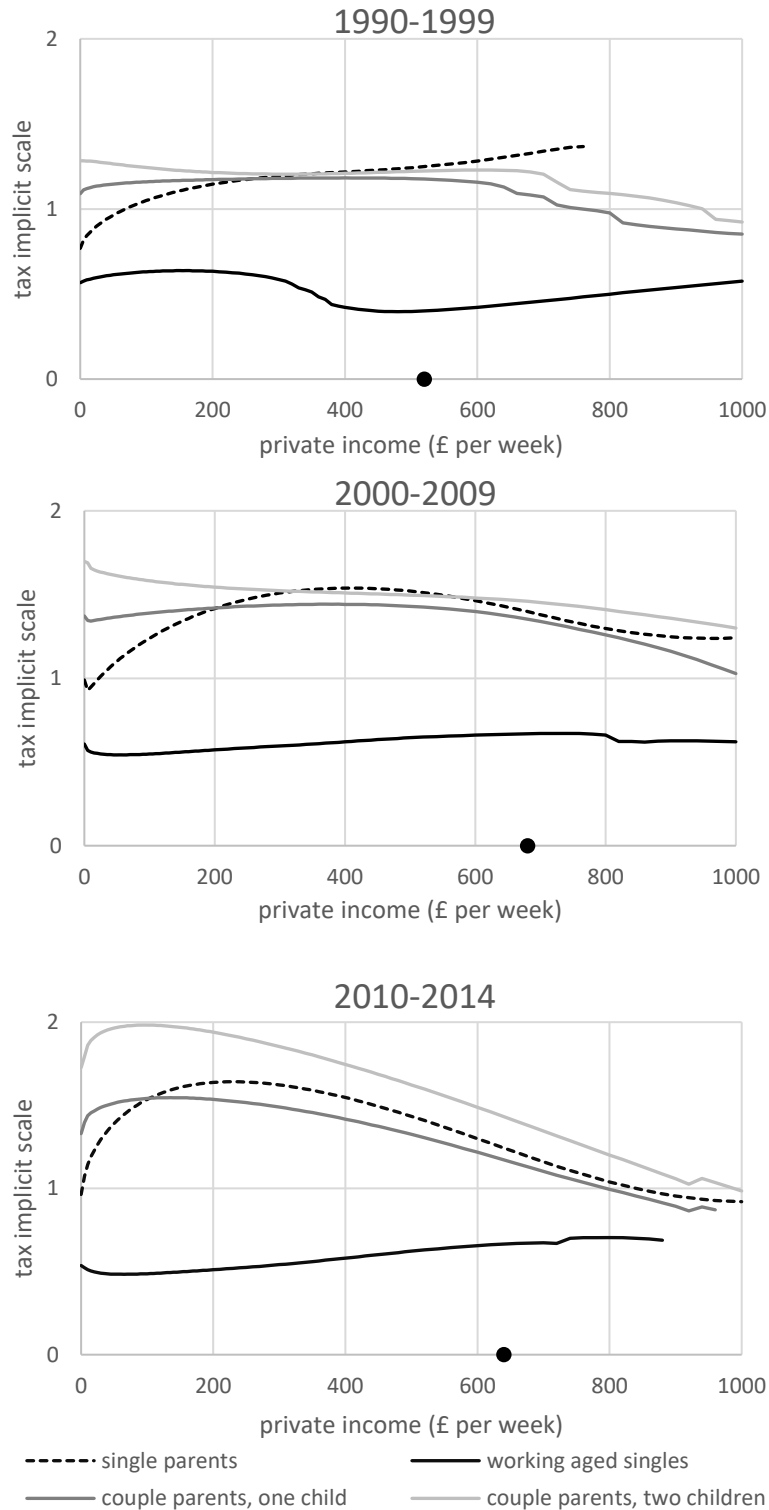 1990-1999
2
1
0
tax implicit scale
0 200 400 600 800 1000
private income (£ per week)
2000-2009
2
1
0
tax implicit scale
0 200 400 600 800 1000
private income (£ per week)
2010-2014
2
1
0
tax implicit scale
0 200 400 600 800 1000
private income (£ per week)
single parents working aged singles
couple parents, one child couple parents, two children